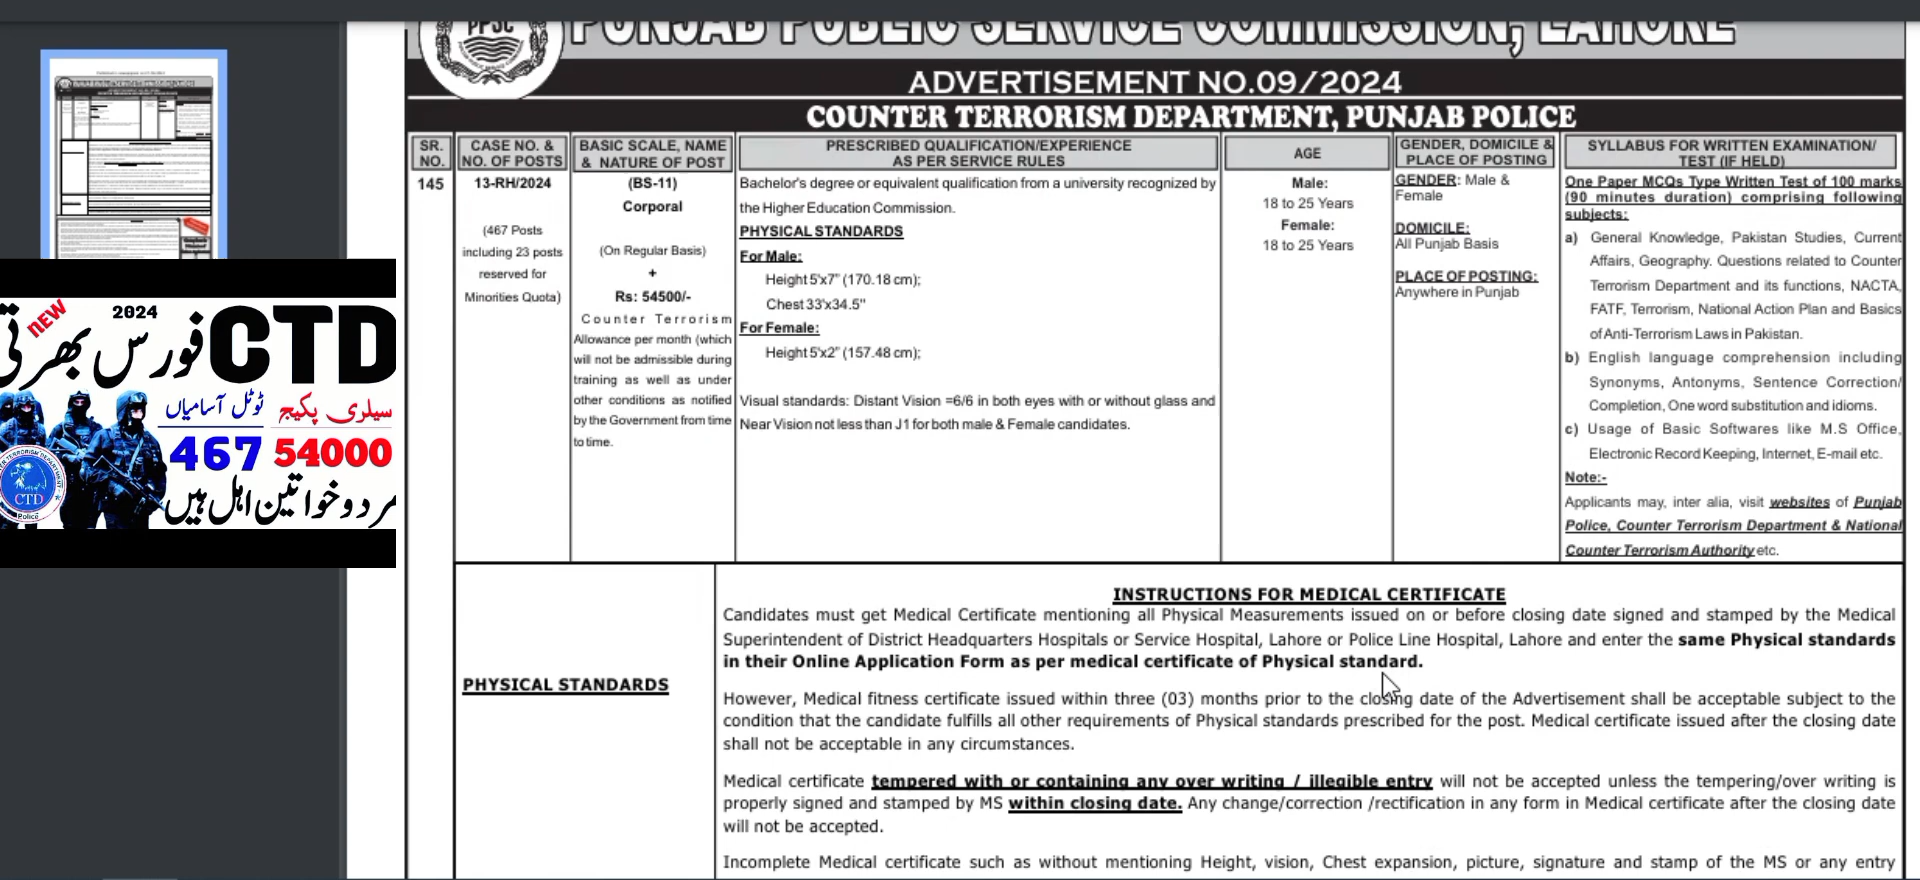 PPSC
PUNJAB PUBLIC SERVICE COMMISSION, LAHORE
ADVERTISEMENT NO.09/2024
COUNTER TERRORISM DEPARTMENT, PUNJAB POLICE
SR. NO.
CASE NO. & NO. OF POSTS
BASIC SCALE, NAME & NATURE OF POST
PRESCRIBED QUALIFICATION/EXPERIENCE
AS PER SERVICE RULES
AGE
GENDER, DOMICILE & PLACE OF POSTING
SYLLABUS FOR WRITTEN EXAMINATION/
TEST (IF HELD)
145
13-RH/2024
(467 Posts
including 23 posts
reserved for
Minorities Quota)
(BS-11)
Corporal
(On Regular Basis)
+
Rs: 54500/-
Counter Terrorism
Allowance per month (which
will not be admissible during
training as well as under
other conditions as notified
by the Government from time
to time.
Bachelor's degree or equivalent qualification from a university recognized by
the Higher Education Commission.
PHYSICAL STANDARDS
For Male:
Height 5'x7" (170.18 cm);
Chest 33'x34.5"
For Female:
Height 5'x2" (157.48 cm);
Visual standards: Distant Vision =6/6 in both eyes with or without glass and
Near Vision not less than J1 for both male & Female candidates.
Male:
18 to 25 Years
Female:
18 to 25 Years
GENDER: Male &
Female
DOMICILE:
All Punjab Basis
PLACE OF POSTING:
Anywhere in Punjab
One Paper MCQs Type Written Test of 100 marks
(90 minutes duration) comprising following
subjects:
a) General Knowledge, Pakistan Studies, Current
Affairs, Geography. Questions related to Counter
Terrorism Department and its functions, NACTA,
FATF, Terrorism, National Action Plan and Basics
of Anti-Terrorism Laws in Pakistan.
b) English language comprehension including
Synonyms, Antonyms, Sentence Correction/
Completion, One word substitution and idioms.
c) Usage of Basic Softwares like M.S Office,
Electronic Record Keeping, Internet, E-mail etc.
Note:-
Applicants may, inter alia, visit websites of Punjab
Police, Counter Terrorism Department & National
Counter Terrorism Authority etc.
PHYSICAL STANDARDS
INSTRUCTIONS FOR MEDICAL CERTIFICATE
Candidates must get Medical Certificate mentioning all Physical Measurements issued on or before closing date signed and stamped by the Medical
Superintendent of District Headquarters Hospitals or Service Hospital, Lahore or Police Line Hospital, Lahore and enter the same Physical standards
in their Online Application Form as per medical certificate of Physical standard.
However, Medical fitness certificate issued within three (03) months prior to the closing date of the Advertisement shall be acceptable subject to the
condition that the candidate fulfills all other requirements of Physical standards prescribed for the post. Medical certificate issued after the closing date
shall not be acceptable in any circumstances.
Medical certificate tempered with or containing any over writing / illegible entry will not be accepted unless the tempering/over writing is
properly signed and stamped by MS within closing date. Any change/correction /rectification in any form in Medical certificate after the closing date
will not be accepted.
Incomplete Medical certificate such as without mentioning Height, vision, Chest expansion, picture, signature and stamp of the MS or any entry
NEW
2024
CTD فورس بھرتی
سیلری پکیج ٹوٹل آسامیاں
467 54000
مرد و خواتین اہل ہیں
CTD
Police